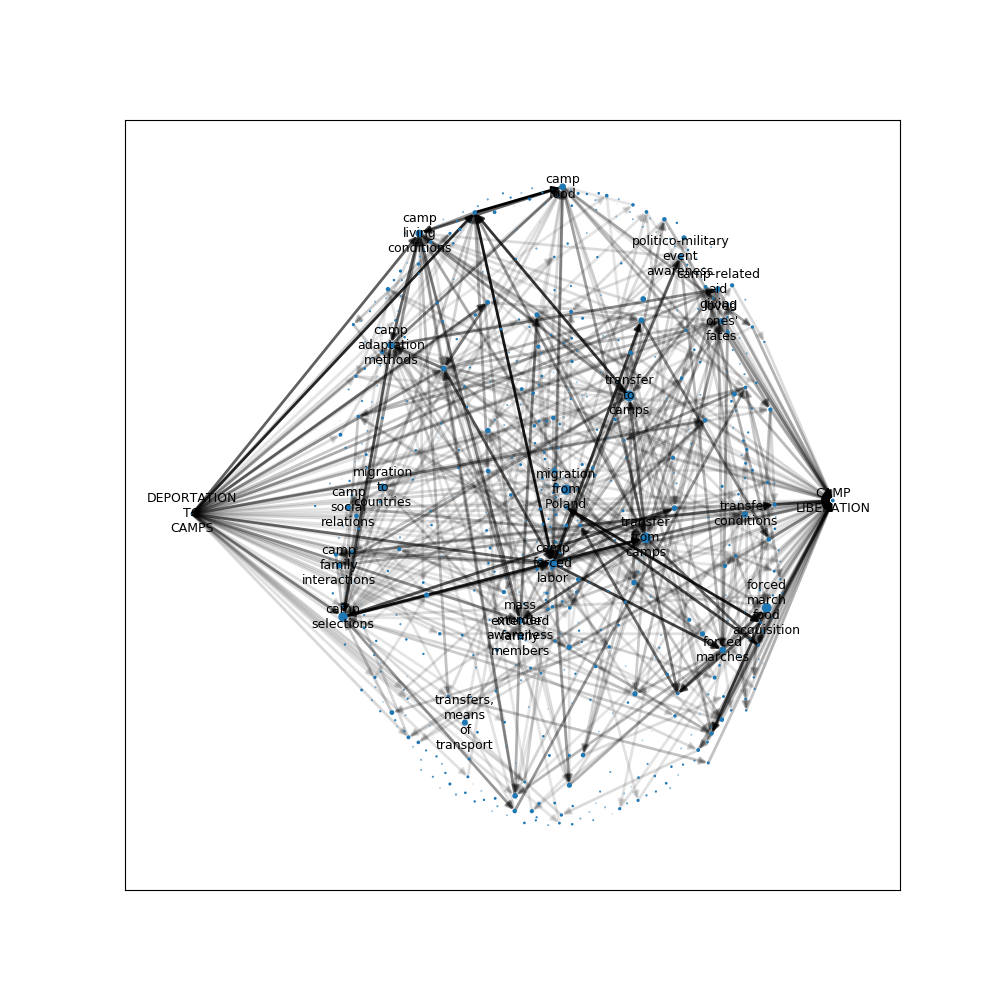 camp
food
camp
living
conditions
politico-military
event
awareness
camp-related
aid
giving
loved
ones'
fates
camp
adaptation
methods
transfer
to
camps
migration
to
countries
migration
from
Poland
camp
social
relations
DEPORTATION
TO
CAMPS
CAMP
LIBERATION
transfer
conditions
transfer
from
camps
camp
forced
labor
camp
family
interactions
camp
selections
mass
murder
awareness
extended
family
members
forced
march
food
acquisition
forced
marches
transfers,
means
of
transport